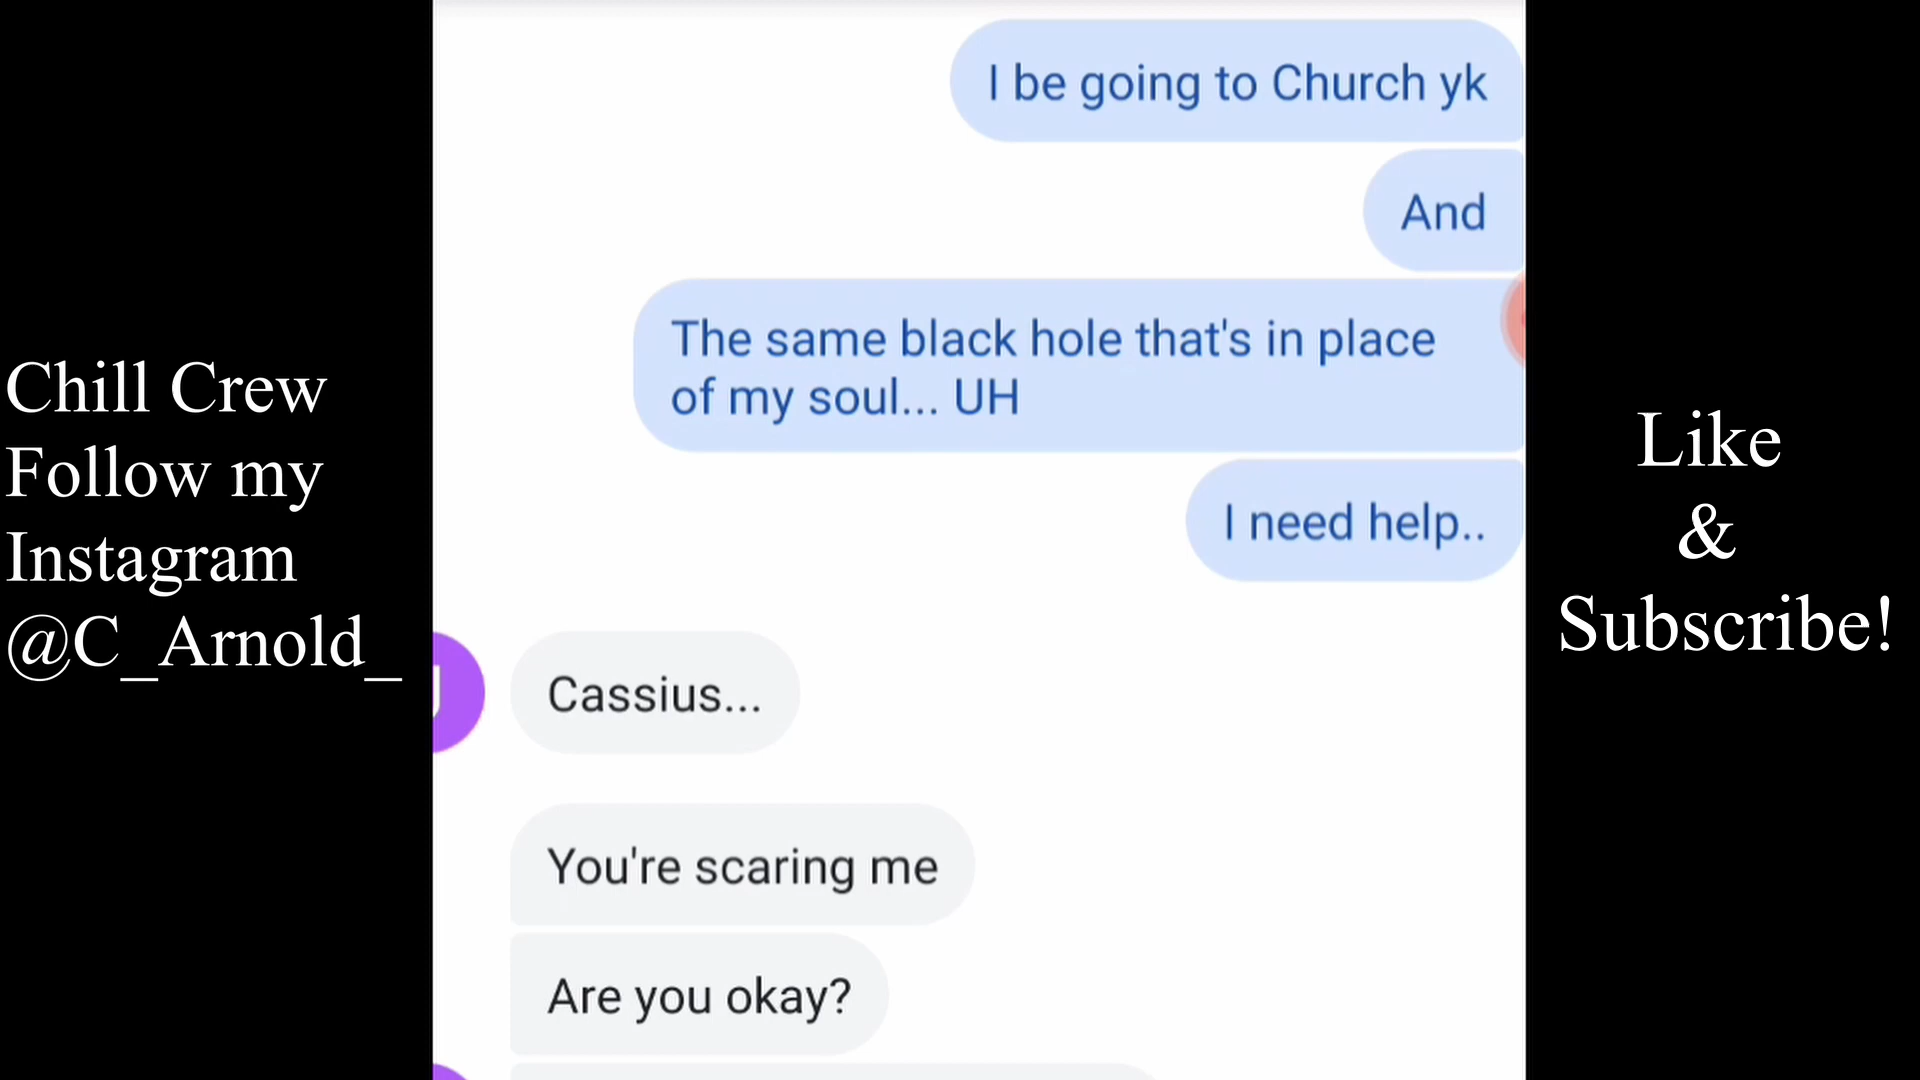 Chill Crew
Follow my
Instagram
@C_Arnold_
I be going to Church yk
And
The same black hole that's in place
of my soul... UH
I need help..
Cassius...
You're scaring me
Are you okay?
Like
&
Subscribe!